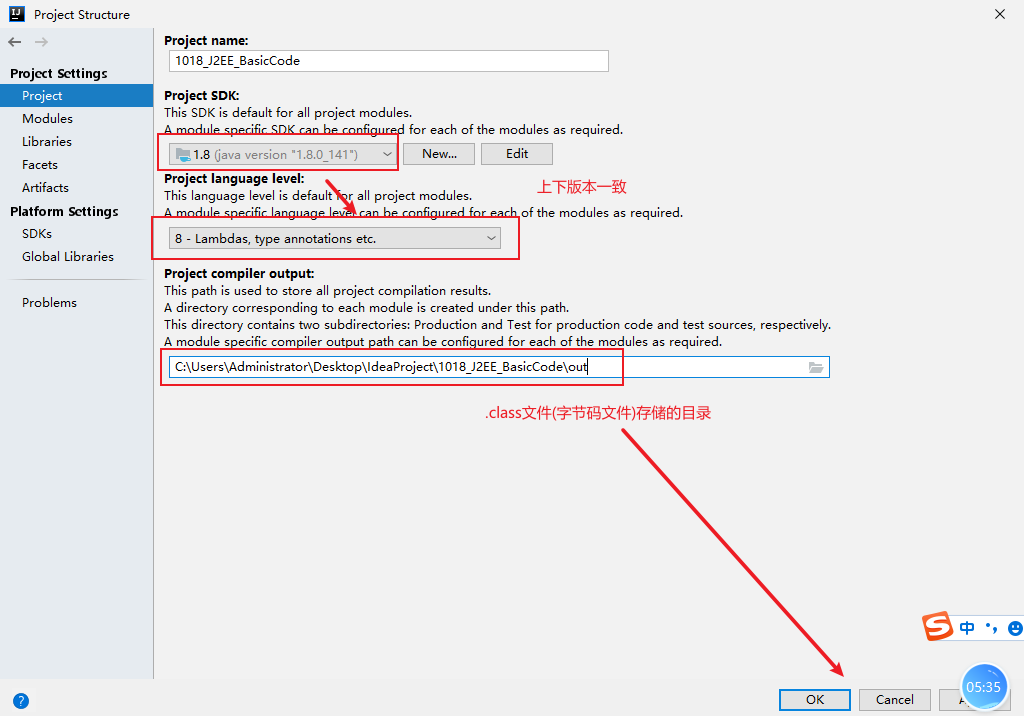 Project Structure
Project Settings
Project
Modules
Libraries
Facets
Artifacts
Platform Settings
SDKs
Global Libraries
Problems
Project name:
1018_J2EE_BasicCode
Project SDK:
This SDK is default for all project modules.
A module specific SDK can be configured for each of the modules as required.
1.8 (java version "1.8.0_141") New... Edit
Project language level:
上下版本一致
This language level is default for all project modules.
A module specific language level can be configured for each of the modules as required.
8 - Lambdas, type annotations etc.
Project compiler output:
This path is used to store all project compilation results.
A directory corresponding to each module is created under this path.
This directory contains two subdirectories: Production and Test for production code and test sources, respectively.
A module specific compiler output path can be configured for each of the modules as required.
C:\Users\Administrator\Desktop\IdeaProject\1018_J2EE_BasicCode\out
.class文件(字节码文件)存储的目录
中
05:35
OK Cancel